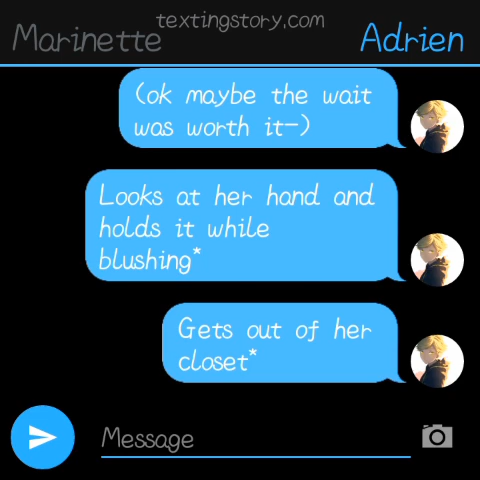 textingstory.com
Marinette
Adrien
(ok maybe the wait
was worth it-)
Looks at her hand and
holds it while
blushing*
Gets out of her
closet*
Message